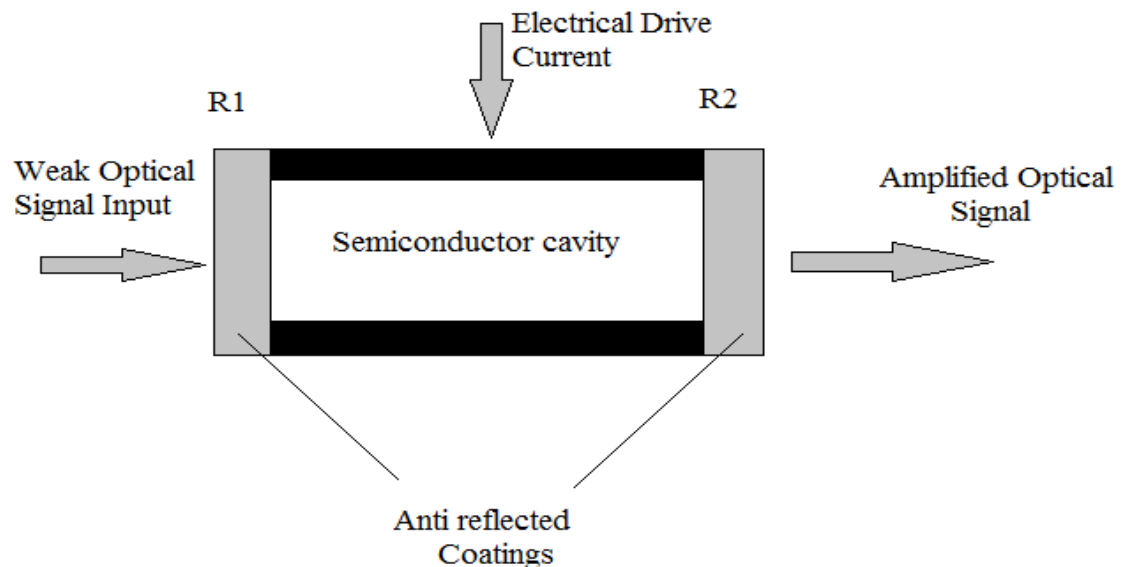 Electrical Drive
Current
R1
R2
Weak Optical
Signal Input
Amplified Optical
Signal
Semiconductor cavity
Anti reflected
Coatings